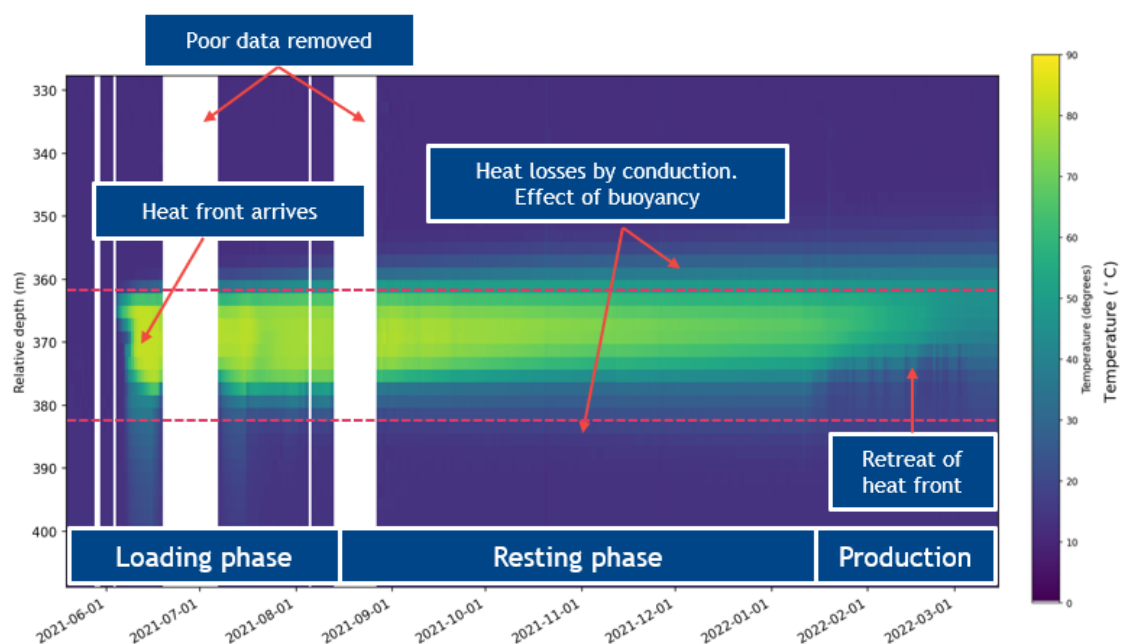 Poor data removed
Heat front arrives
Heat losses by conduction.
Effect of buoyancy
Retreat of
heat front
Loading phase
Resting phase
Production
Relative depth (m)
330
340
350
360
370
380
390
400
2021-06-01
2021-07-01
2021-08-01
2021-09-01
2021-10-01
2021-11-01
2021-12-01
2022-01-01
2022-02-01
2022-03-01
90
80
70
60
50
40
30
20
10
0
Temperature (degrees)
Temperature (°C)